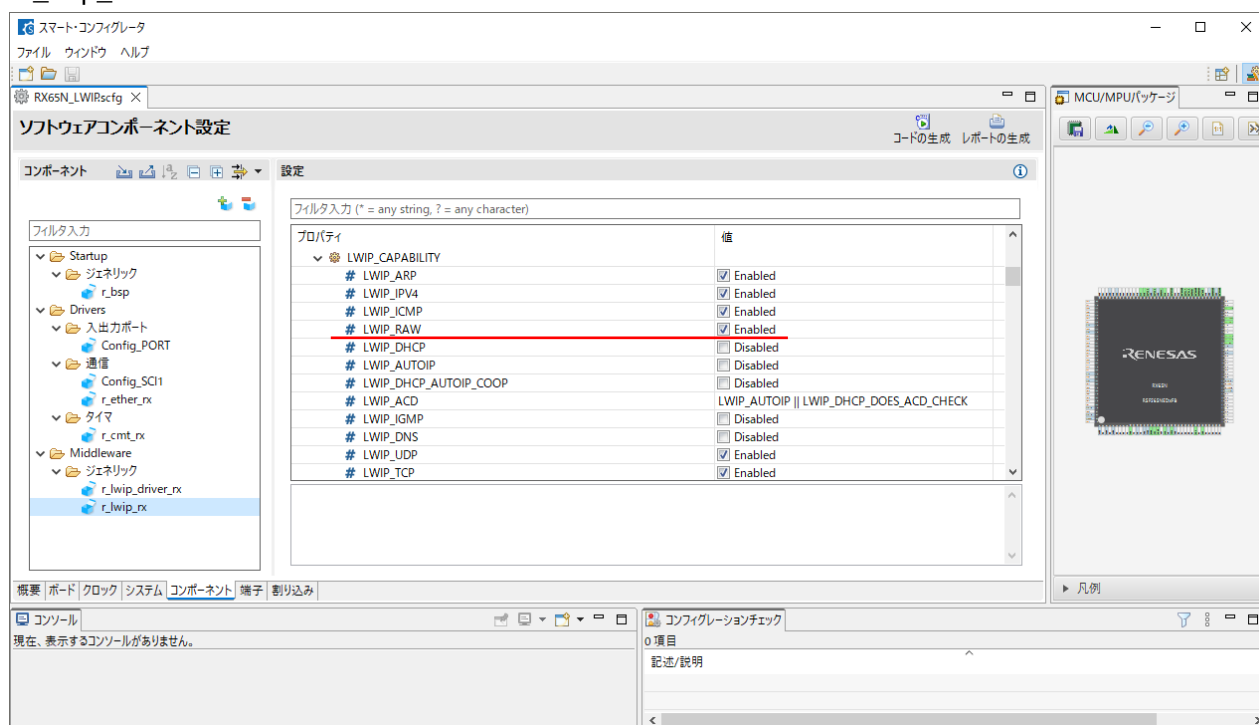 スマート・コンフィグレータ
ファイル ウィンドウ ヘルプ
RX65N_LWIP.scfg
MCU/MPUパッケージ
ソフトウェアコンポーネント設定
コードの生成 レポートの生成
コンポーネント
設定
フィルタ入力 (* = any string, ? = any character)
フィルタ入力
プロパティ 値
Startup
ジェネリック
r_bsp
Drivers
入出力ポート
Config_PORT
通信
Config_SCI1
r_ether_rx
タイマ
r_cmt_rx
Middleware
ジェネリック
r_lwip_driver_rx
r_lwip_rx
LWIP_CAPABILITY
# LWIP_ARP Enabled
# LWIP_IPV4 Enabled
# LWIP_ICMP Enabled
# LWIP_RAW Enabled
# LWIP_DHCP Disabled
# LWIP_AUTOIP Disabled
# LWIP_DHCP_AUTOIP_COOP Disabled
# LWIP_ACD LWIP_AUTOIP || LWIP_DHCP_DOES_ACD_CHECK
# LWIP_IGMP Disabled
# LWIP_DNS Disabled
# LWIP_UDP Enabled
# LWIP_TCP Enabled
RENESAS
概要 ボード クロック システム コンポーネント 端子 割り込み
凡例
コンソール
現在、表示するコンソールがありません。
コンフィグレーションチェック
0 項目
記述/説明